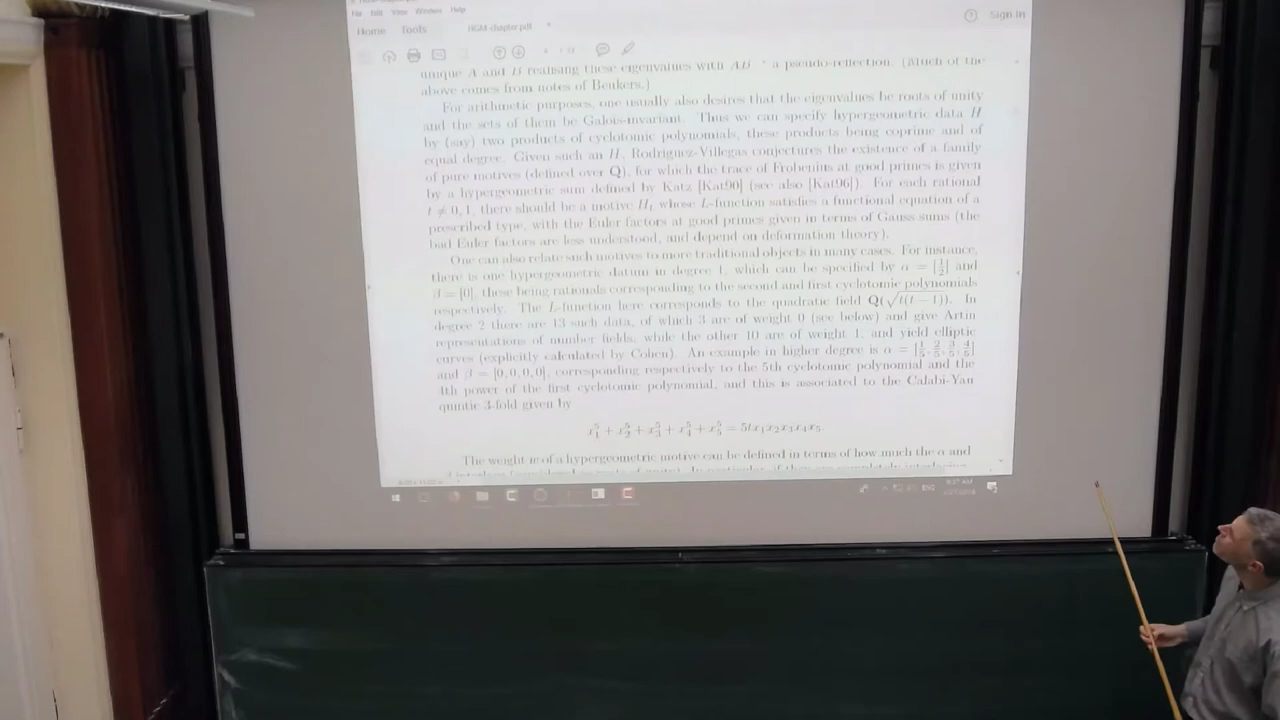 File Edit View Window Help
Home Tools HGM-chapter.pdf
Sign In
unique A and B realising these eigenvalues with AB⁻¹ a pseudo-reflection. (Much of the
above comes from notes of Beukers.)
For arithmetic purposes, one usually also desires that the eigenvalues be roots of unity
and the sets of them be Galois-invariant. Thus we can specify hypergeometric data H
by (say) two products of cyclotomic polynomials, these products being coprime and of
equal degree. Given such an H, Rodriguez-Villegas conjectures the existence of a family
of pure motives (defined over Q), for which the trace of Frobenius at good primes is given
by a hypergeometric sum defined by Katz [Kat90] (see also [Kat96]). For each rational
t ≠ 0, 1, there should be a motive Hₜ whose L-function satisfies a functional equation of a
prescribed type, with the Euler factors at good primes given in terms of Gauss sums (the
bad Euler factors are less understood, and depend on deformation theory).
One can also relate such motives to more traditional objects in many cases. For instance,
there is one hypergeometric datum in degree 1, which can be specified by α = [1/2] and
β = [0], these being rationals corresponding to the second and first cyclotomic polynomials
respectively. The L-function here corresponds to the quadratic field Q(√t(t − 1)). In
degree 2 there are 13 such data, of which 3 are of weight 0 (see below) and give Artin
representations of number fields, while the other 10 are of weight 1, and yield elliptic
curves (explicitly calculated by Cohen). An example in higher degree is α = [1/5, 2/5, 3/5, 4/5]
and β = [0, 0, 0, 0], corresponding respectively to the 5th cyclotomic polynomial and the
4th power of the first cyclotomic polynomial, and this is associated to the Calabi-Yau
quintic 3-fold given by
x₁⁵ + x₂⁵ + x₃⁵ + x₄⁵ + x₅⁵ = 5tx₁x₂x₃x₄x₅.
The weight w of a hypergeometric motive can be defined in terms of how much the α and